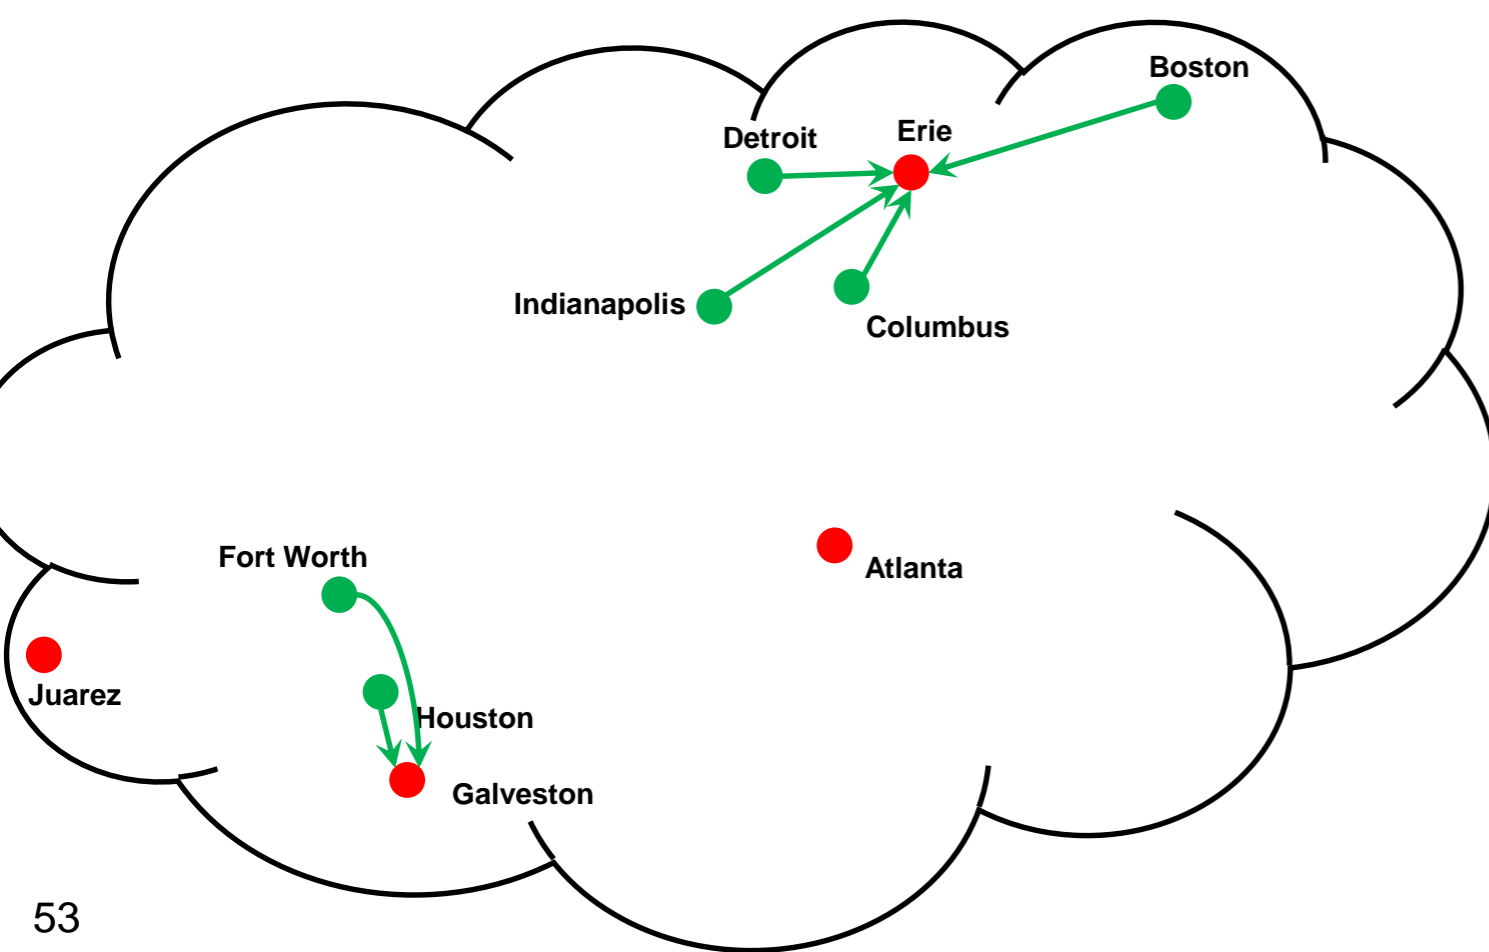 Boston
Detroit
Erie
Indianapolis
Columbus
Fort Worth
Atlanta
Juarez
Houston
Galveston
53